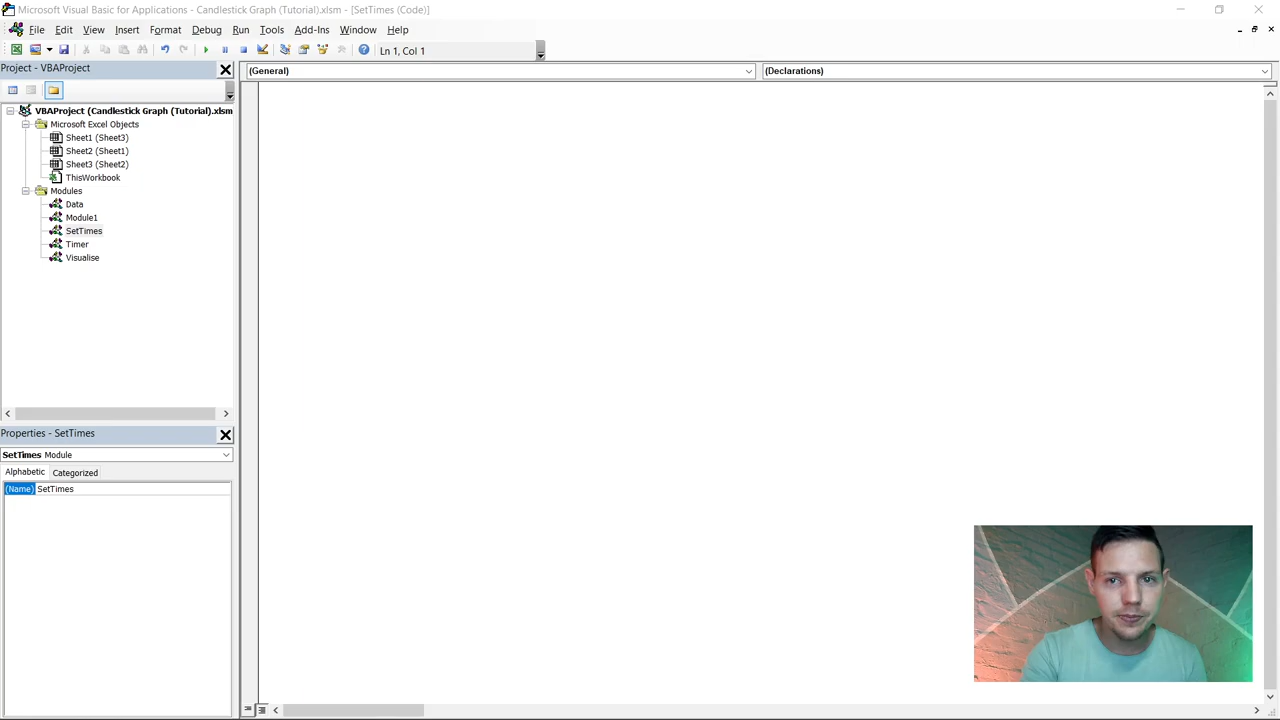 Microsoft Visual Basic for Applications - Candlestick Graph (Tutorial).xlsm - [SetTimes (Code)]
File Edit View Insert Format Debug Run Tools Add-Ins Window Help
Ln 1, Col 1
Project - VBAProject
(General) (Declarations)
VBAProject (Candlestick Graph (Tutorial).xlsm
Microsoft Excel Objects
Sheet1 (Sheet3)
Sheet2 (Sheet1)
Sheet3 (Sheet2)
ThisWorkbook
Modules
Data
Module1
SetTimes
Timer
Visualise
Properties - SetTimes
SetTimes Module
Alphabetic Categorized
(Name) SetTimes